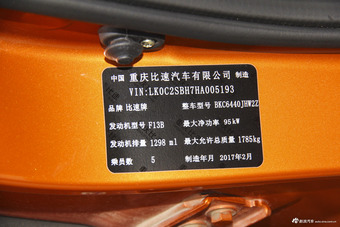 中国 重庆比速汽车有限公司 制造
VIN:LK0C2SBH7HA005193
品牌 比速牌 整车型号 BKC6440JHW2Z
发动机型号 F13B 最大净功率 95kW
发动机排量 1298 ml 最大允许总质量 1785kg
乘员数 5 制造年月 2017年2月